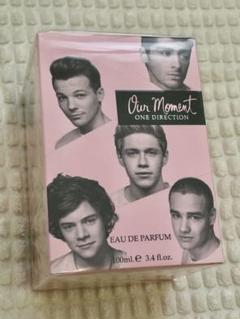 Our Moment
ONE DIRECTION
EAU DE PARFUM
100ml.e 3.4 fl.oz.